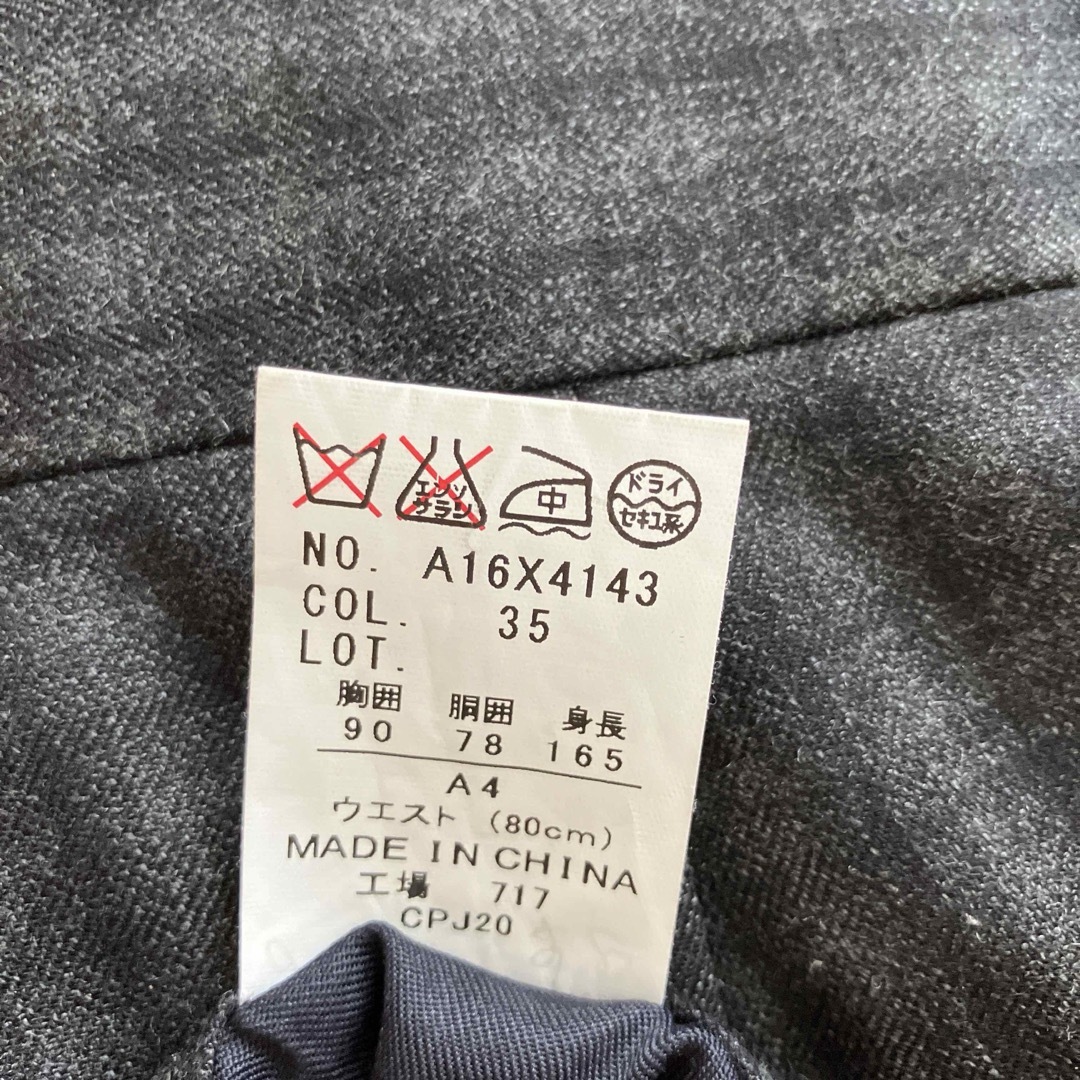 エンソ
サラシ
中
ドライ
セキユ系
NO. A16X4143
COL. 35
LOT.
胸囲 胴囲 身長
90 78 165
A4
ウエスト (80cm)
MADE IN CHINA
工場 717
CPJ20